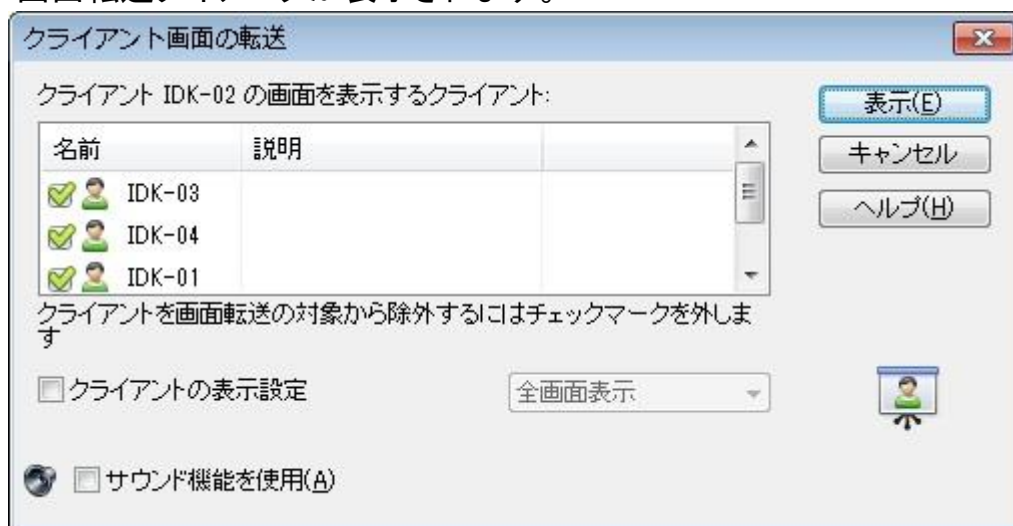 クライアント画面の転送
クライアント IDK-02 の画面を表示するクライアント:
表示(E)
名前 説明
キャンセル
IDK-03
ヘルプ(H)
IDK-04
IDK-01
クライアントを画面転送の対象から除外するにはチェックマークを外しま
す
クライアントの表示設定 全画面表示
サウンド機能を使用(A)